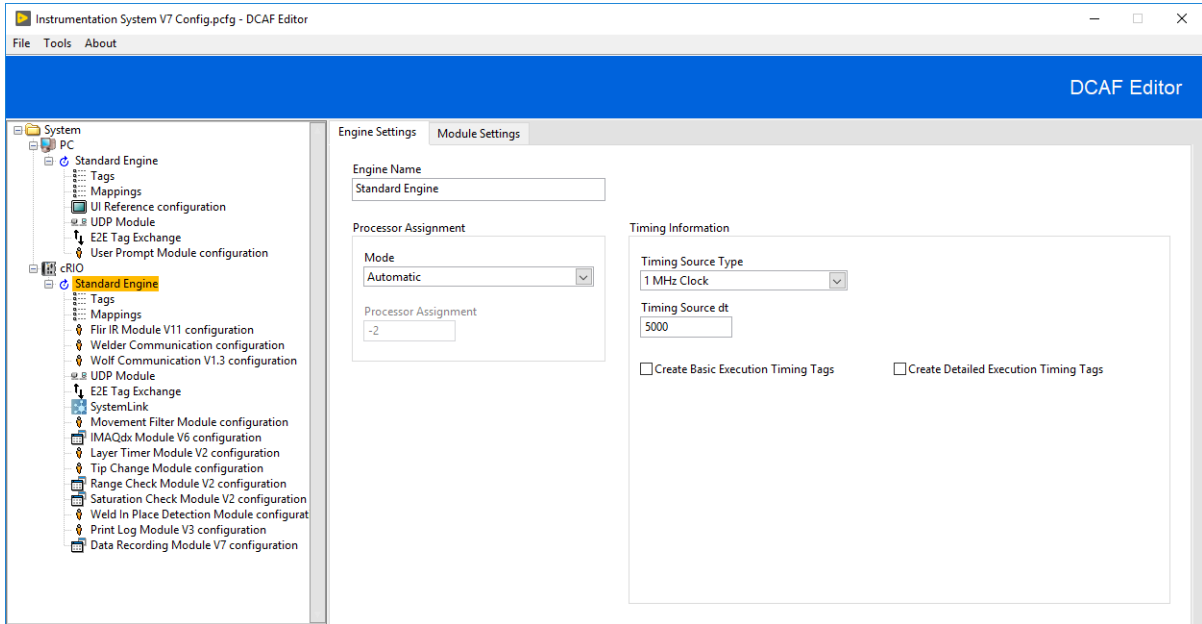 Instrumentation System V7 Config.pcfg - DCAF Editor
File Tools About
DCAF Editor
System
PC
Standard Engine
Tags
Mappings
UI Reference configuration
UDP Module
E2E Tag Exchange
User Prompt Module configuration
cRIO
Standard Engine
Tags
Mappings
Flir IR Module V11 configuration
Welder Communication configuration
Wolf Communication V1.3 configuration
UDP Module
E2E Tag Exchange
SystemLink
Movement Filter Module configuration
IMAQdx Module V6 configuration
Layer Timer Module V2 configuration
Tip Change Module configuration
Range Check Module V2 configuration
Saturation Check Module V2 configuration
Weld In Place Detection Module configurat
Print Log Module V3 configuration
Data Recording Module V7 configuration
Engine Settings Module Settings
Engine Name
Standard Engine
Processor Assignment
Mode
Automatic
Processor Assignment
-2
Timing Information
Timing Source Type
1 MHz Clock
Timing Source dt
5000
Create Basic Execution Timing Tags Create Detailed Execution Timing Tags